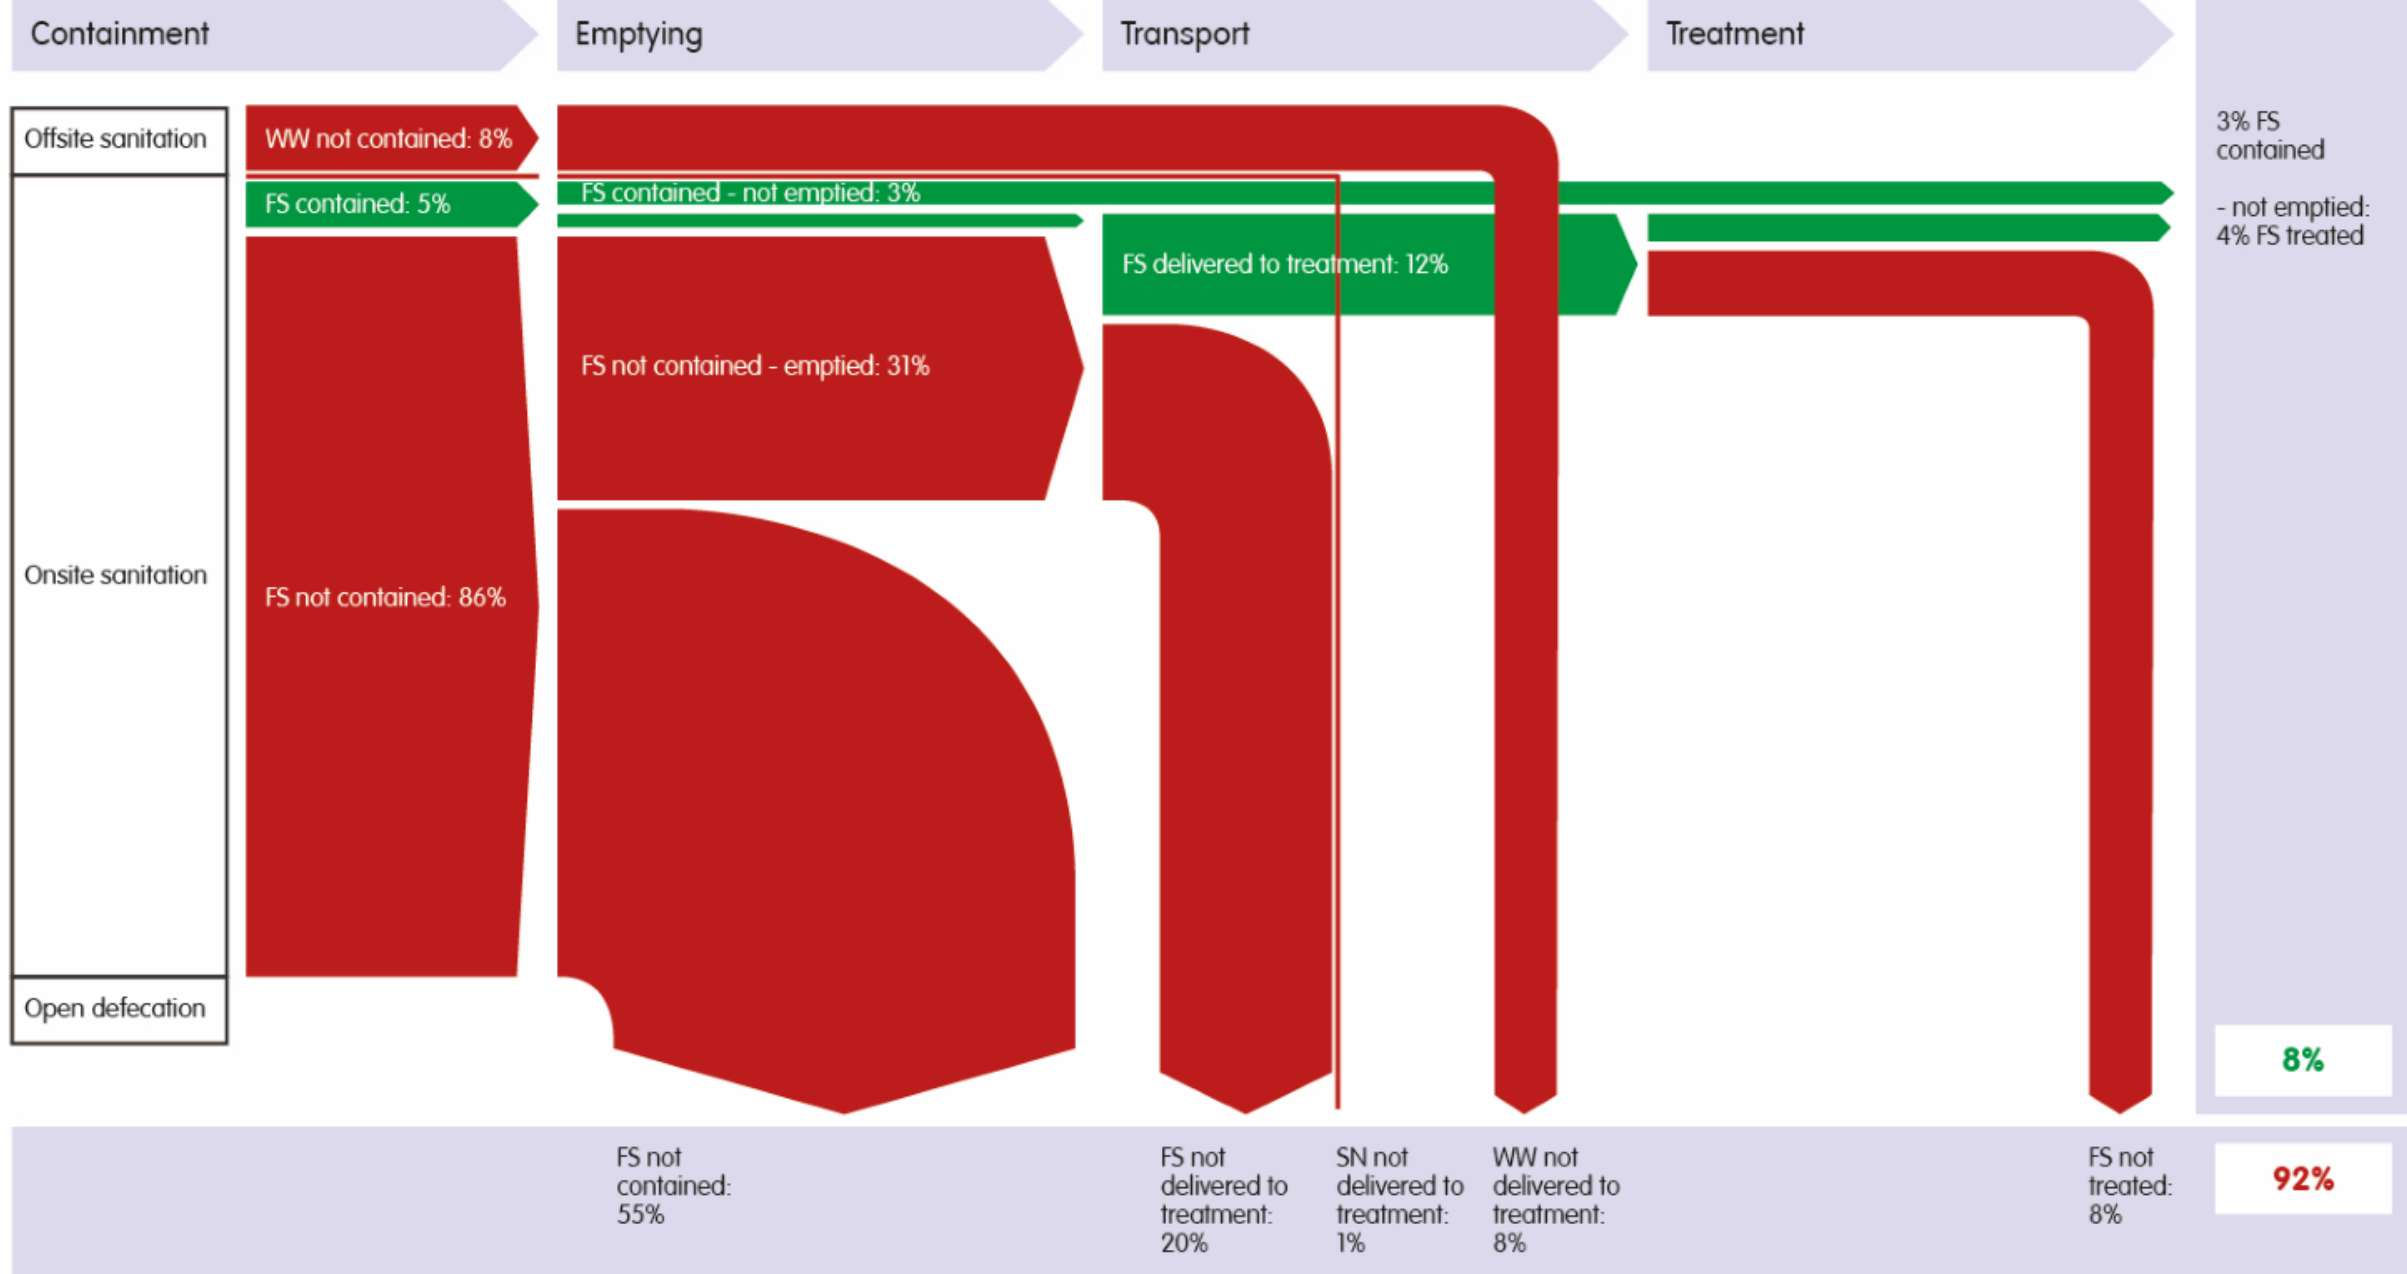 Containment
Emptying
Transport
Treatment
Offsite sanitation
WW not contained: 8%
3% FS
contained
FS contained: 5%
FS contained - not emptied: 3%
- not emptied:
4% FS treated
FS delivered to treatment: 12%
FS not contained - emptied: 31%
Onsite sanitation
FS not contained: 86%
Open defecation
8%
FS not
contained:
55%
FS not
delivered to
treatment:
20%
SN not
delivered to
treatment:
1%
WW not
delivered to
treatment:
8%
FS not
treated:
8%
92%